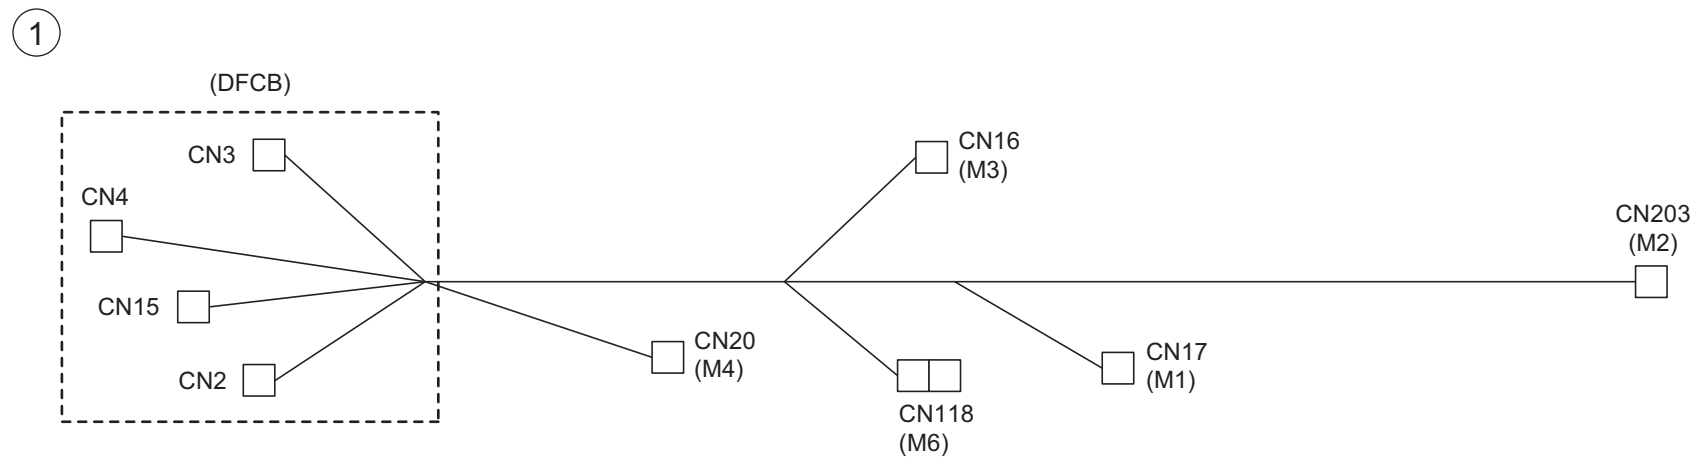 1
(DFCB)
CN3
CN4
CN15
CN2
CN20
(M4)
CN16
(M3)
CN118
(M6)
CN17
(M1)
CN203
(M2)